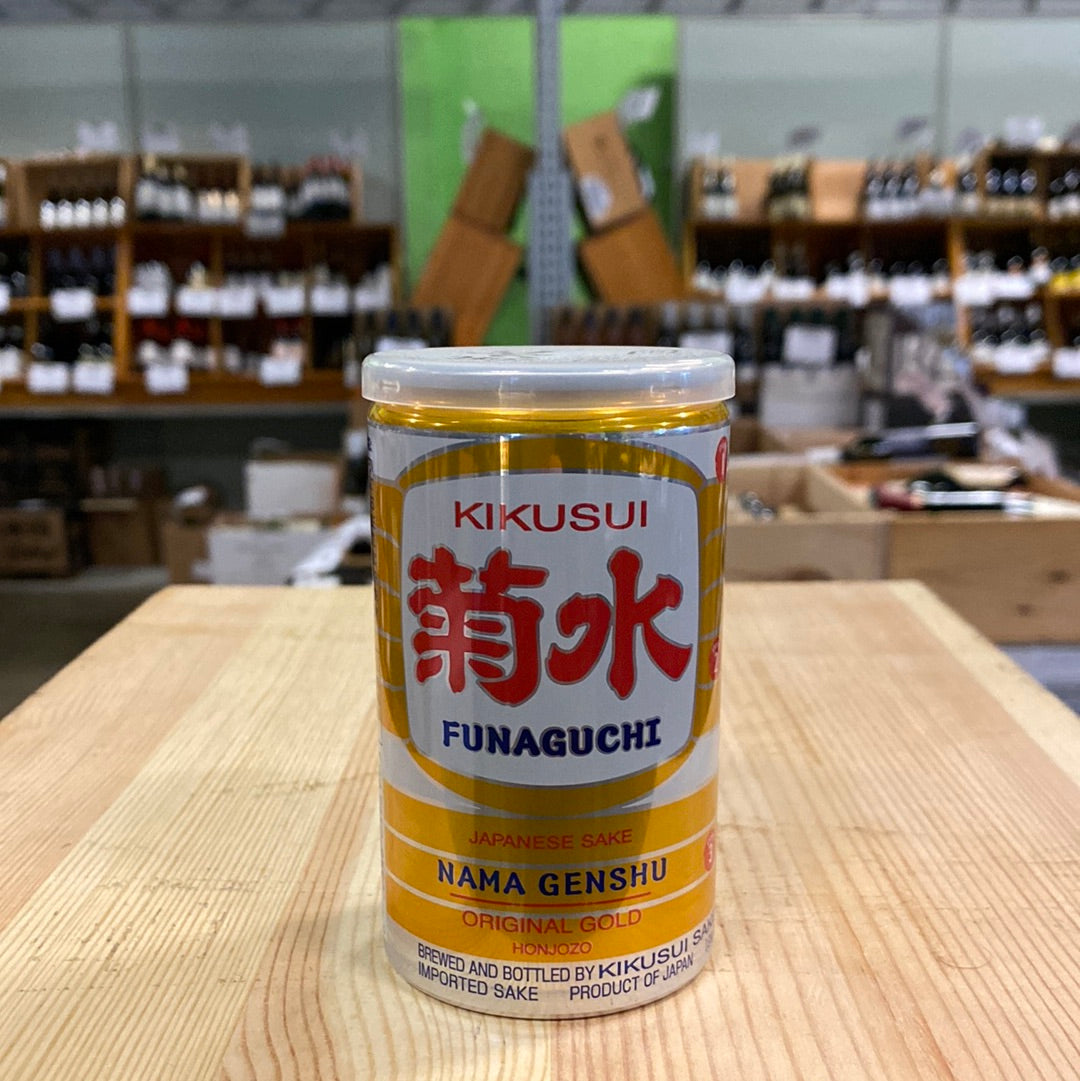 KIKUSUI
菊水
FUNAGUCHI
JAPANESE SAKE
NAMA GENSHU
ORIGINAL GOLD
HONJOZO
BREWED AND BOTTLED BY KIKUSUI
IMPORTED SAKE PRODUCT OF JAPAN